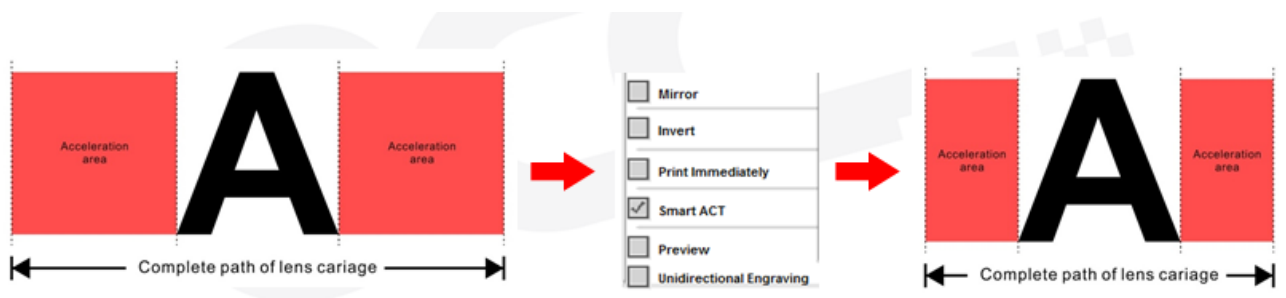 Acceleration
area
A
Acceleration
area
Complete path of lens cariage
Mirror
Invert
Print Immediately
Smart ACT
Preview
Unidirectional Engraving
Acceleration
area
A
Acceleration
area
Complete path of lens cariage